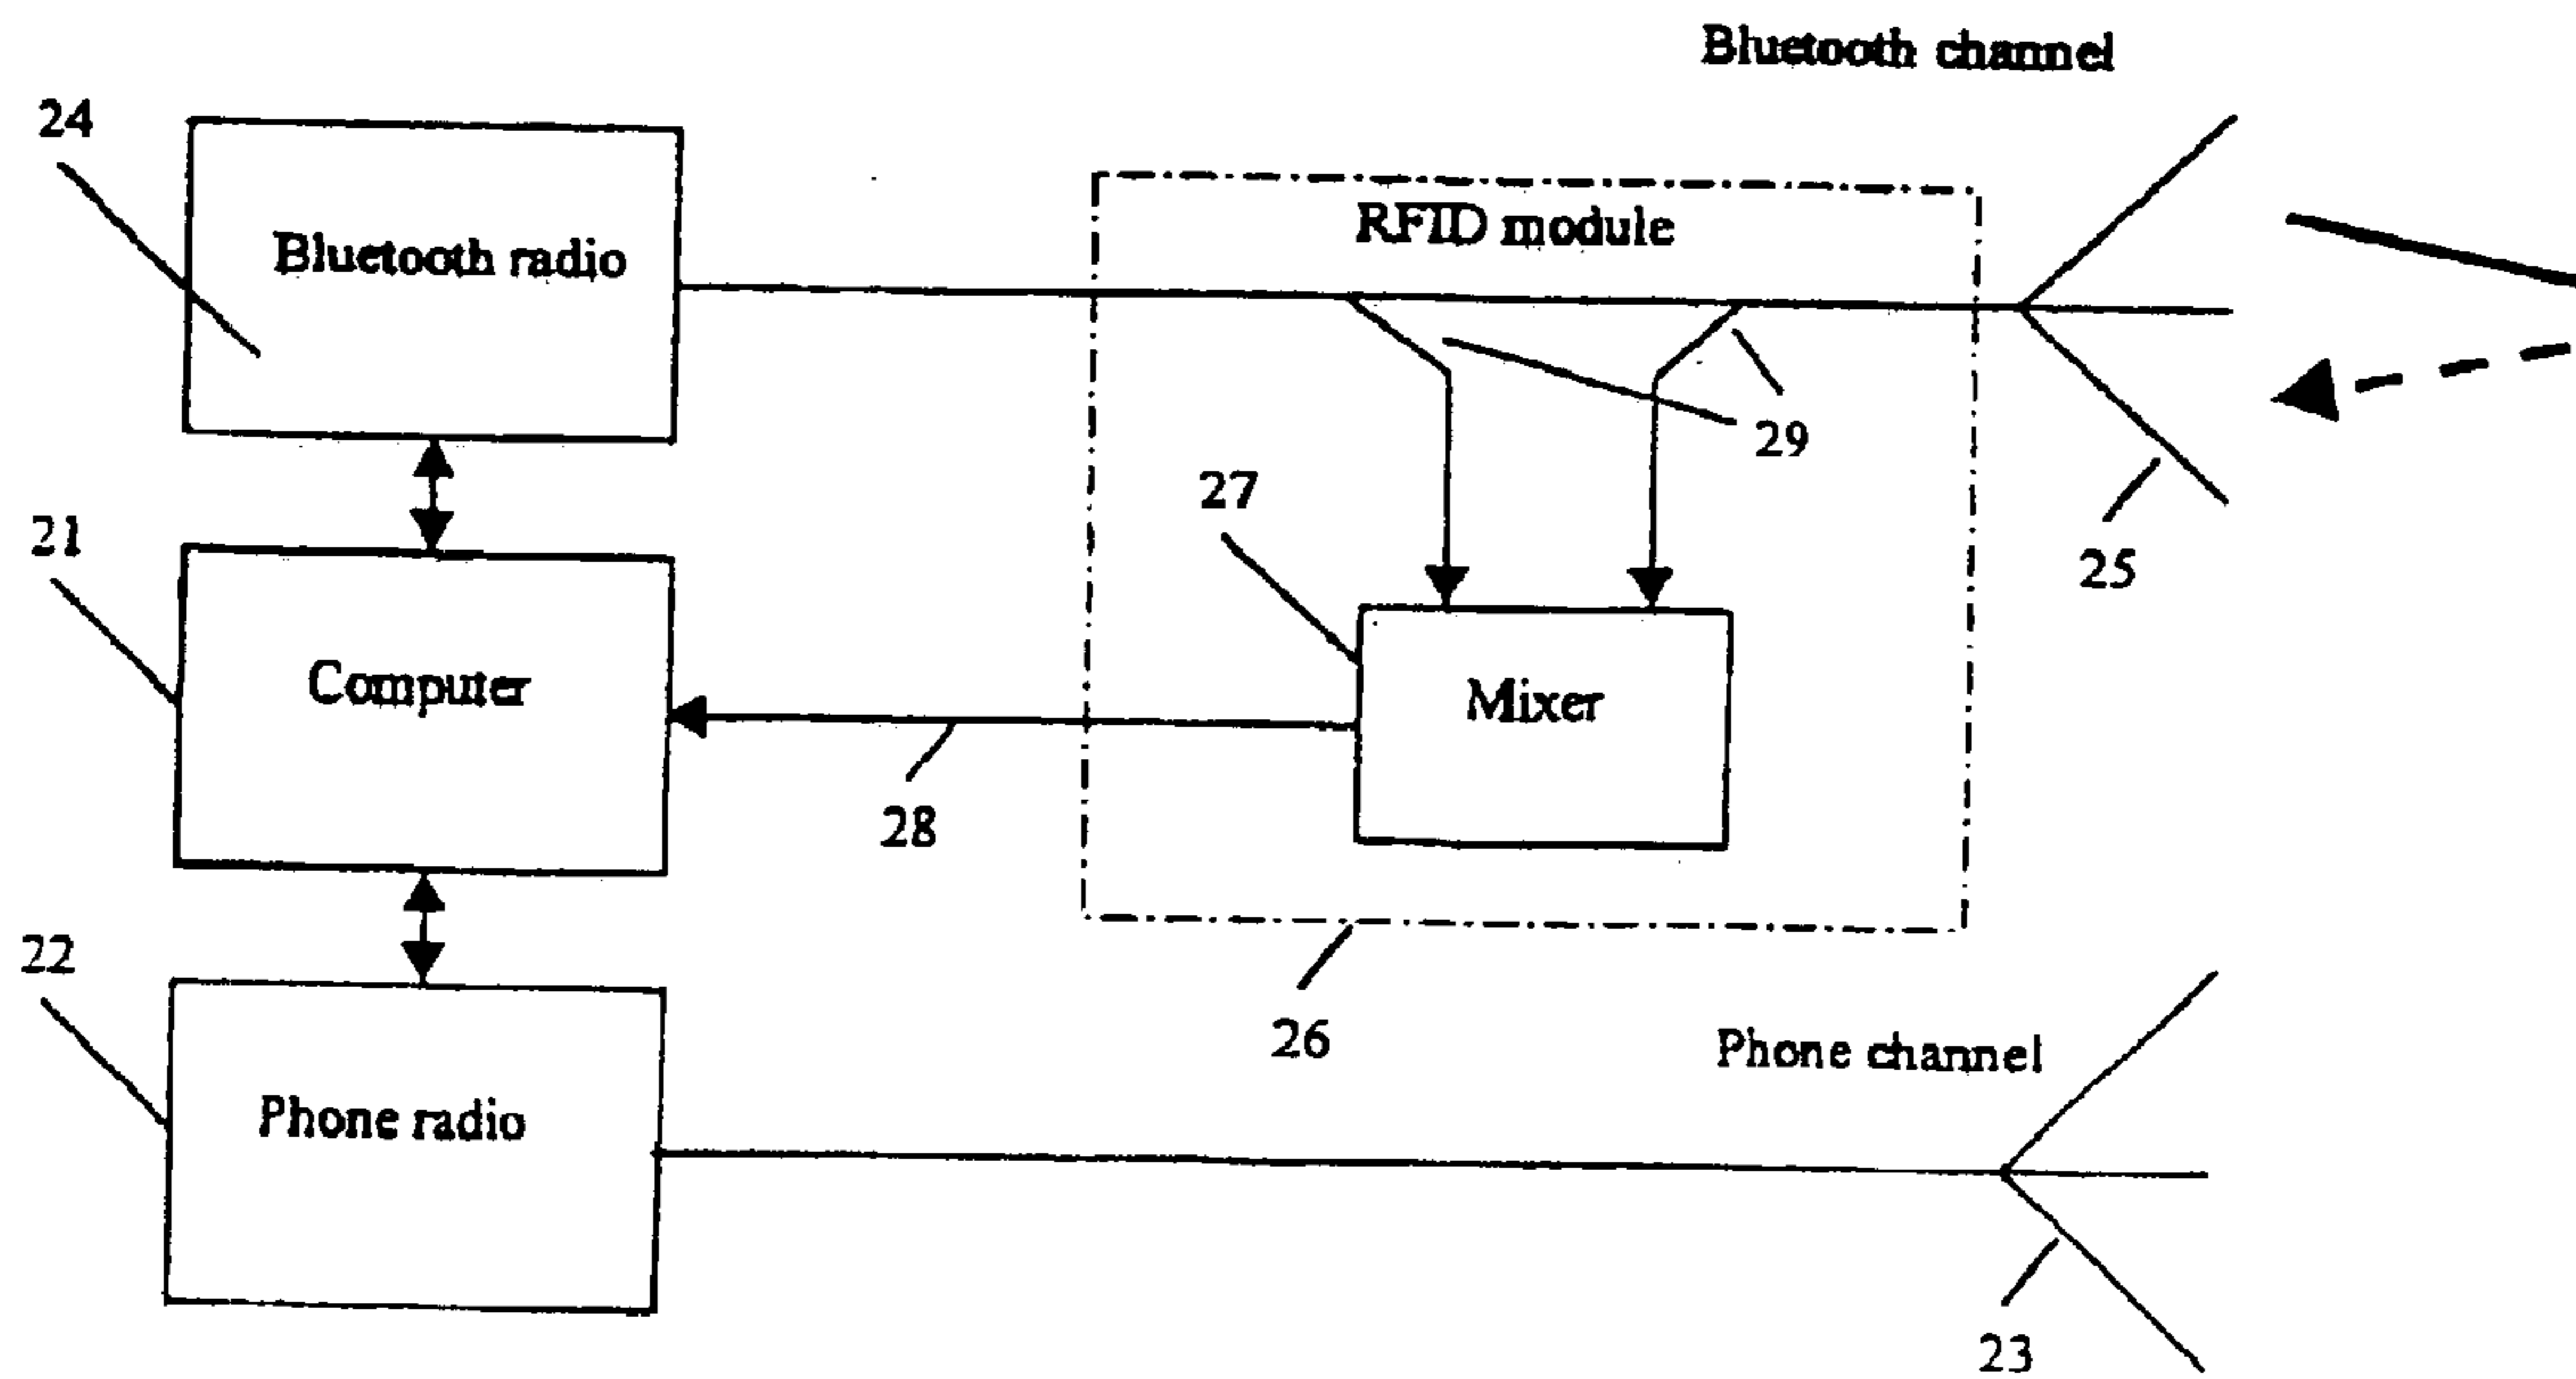 Bluetooth channel
24
Bluetooth radio
RFID module
29
27
21
25
Computer
Mixer
28
22
26
Phone channel
Phone radio
23